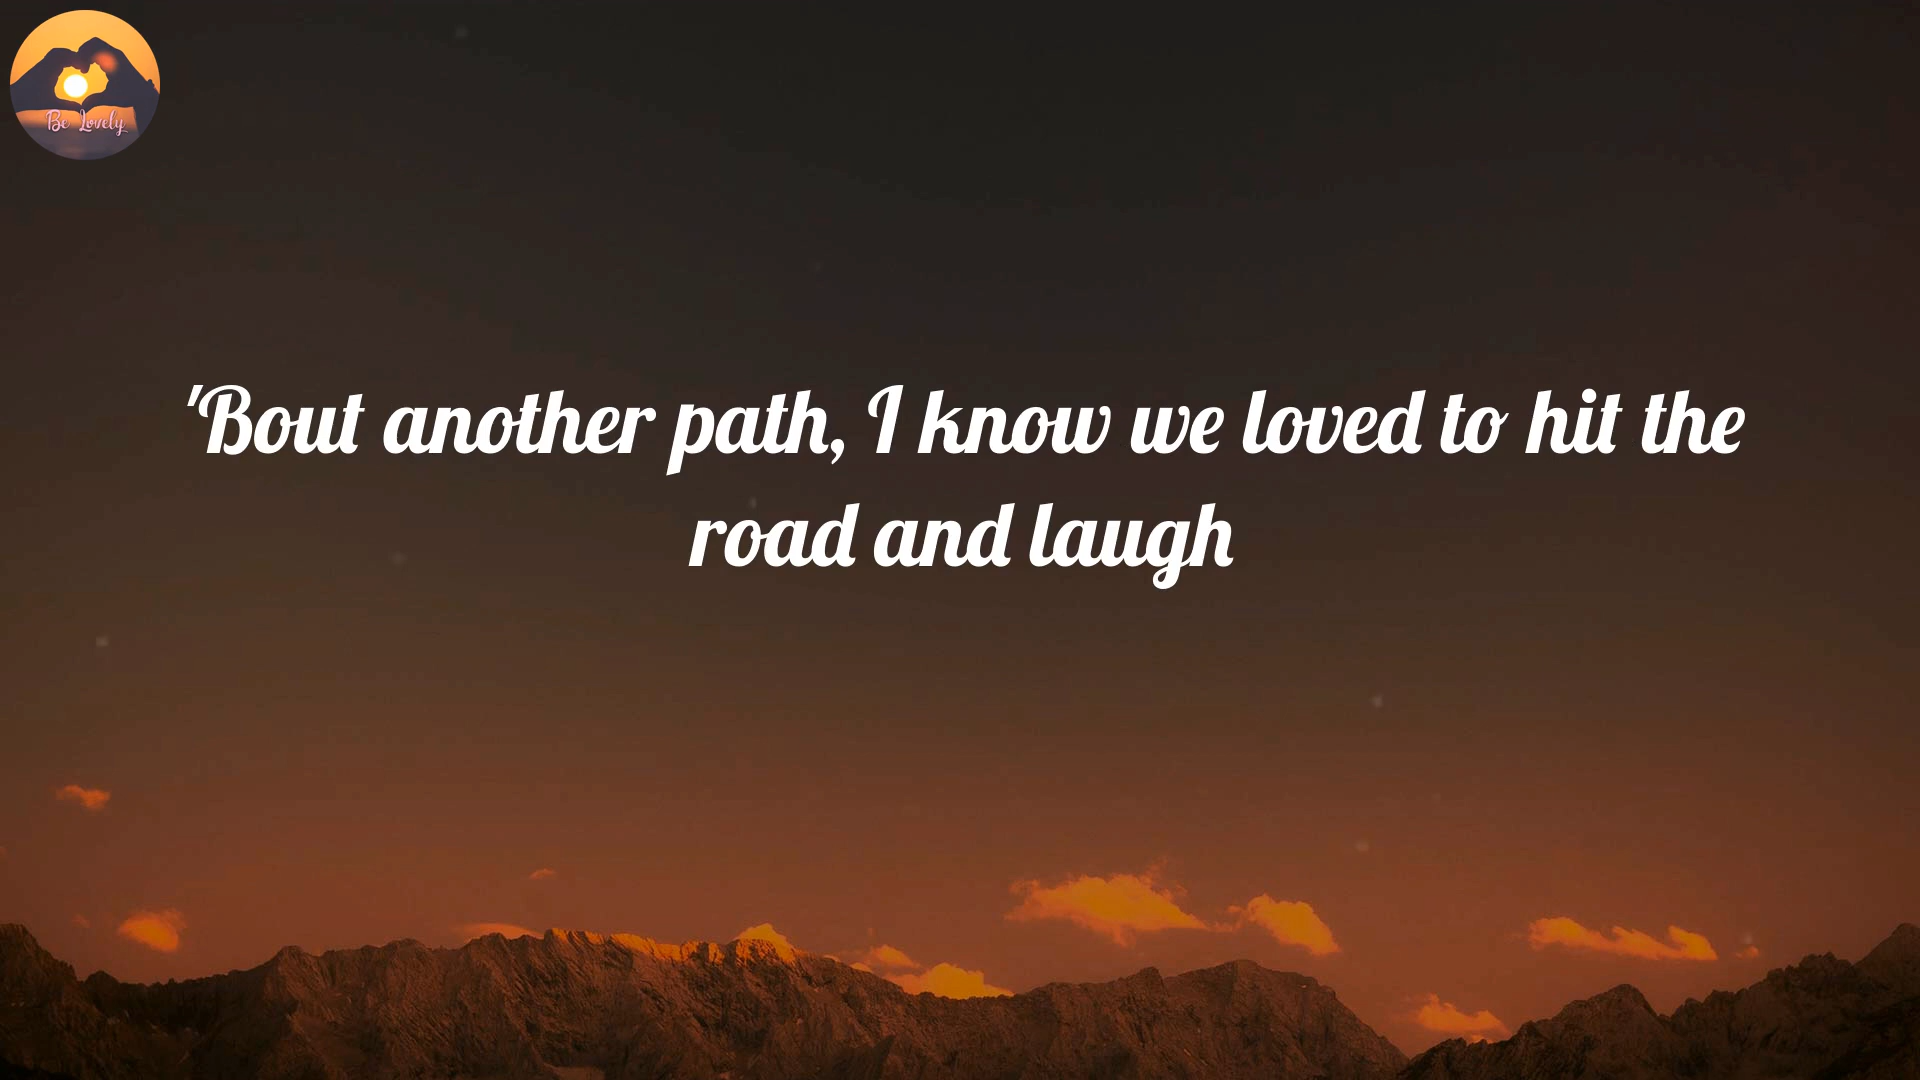 Be Lovely
'Bout another path, I know we loved to hit the
road and laugh